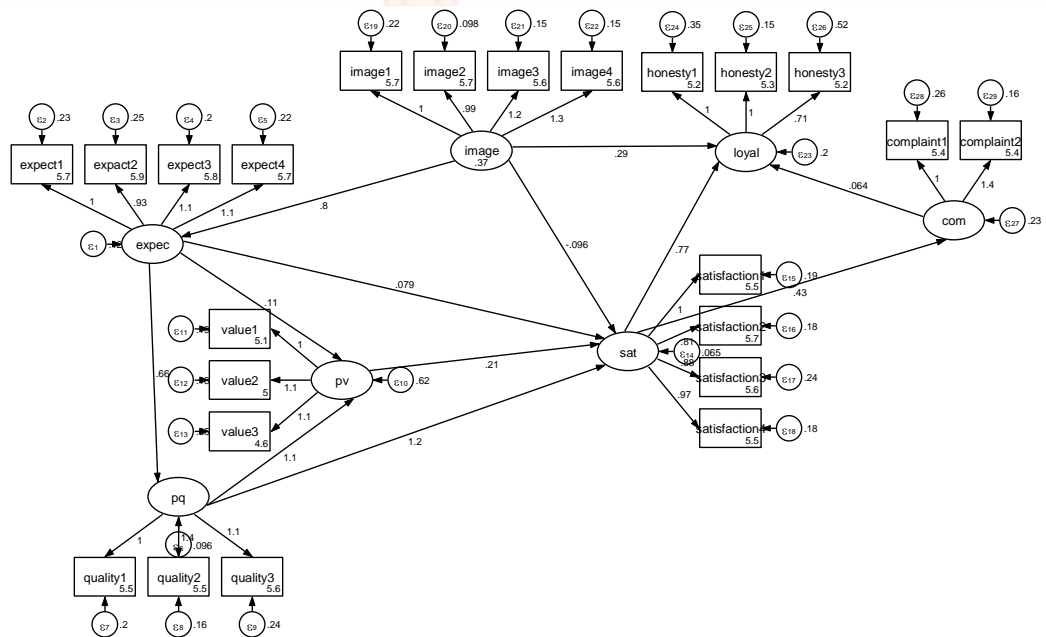 ε19 .22
ε20 .098
ε21 .15
ε22 .15
ε24 .35
ε25 .15
ε26 .52
image1 5.7
image2 5.7
image3 5.6
image4 5.6
honesty1 5.2
honesty2 5.3
honesty3 5.2
ε28 .26
ε29 .16
1
.99
1.2
1.3
1
1
.71
complaint1 5.4
complaint2 5.4
ε2 .23
ε3 .25
ε4 .2
ε5 .22
expect1 5.7
expact2 5.9
expect3 5.8
expect4 5.7
image .37
.29
loyal
ε23 .2
.064
1
1.4
1
.93
1.1
1.1
.8
com
ε27 .23
ε1
expec
-.096
.77
.079
.11
satisfaction 5.5
ε15 .19
.43
1
ε11
value1 5.1
1
satisfaction2 5.7
ε16 .18
.81
sat
ε14 .065
.88
.66
.21
ε12
value2 5
1.1
pv
ε10 .62
satisfaction3 5.6
ε17 .24
.97
ε13
value3 4.6
1.1
1.1
1.2
satisfaction 5.5
ε18 .18
pq
1
1.4
1.1
.096
quality1 5.5
quality2 5.5
quality3 5.6
ε7 .2
ε8 .16
ε9 .24